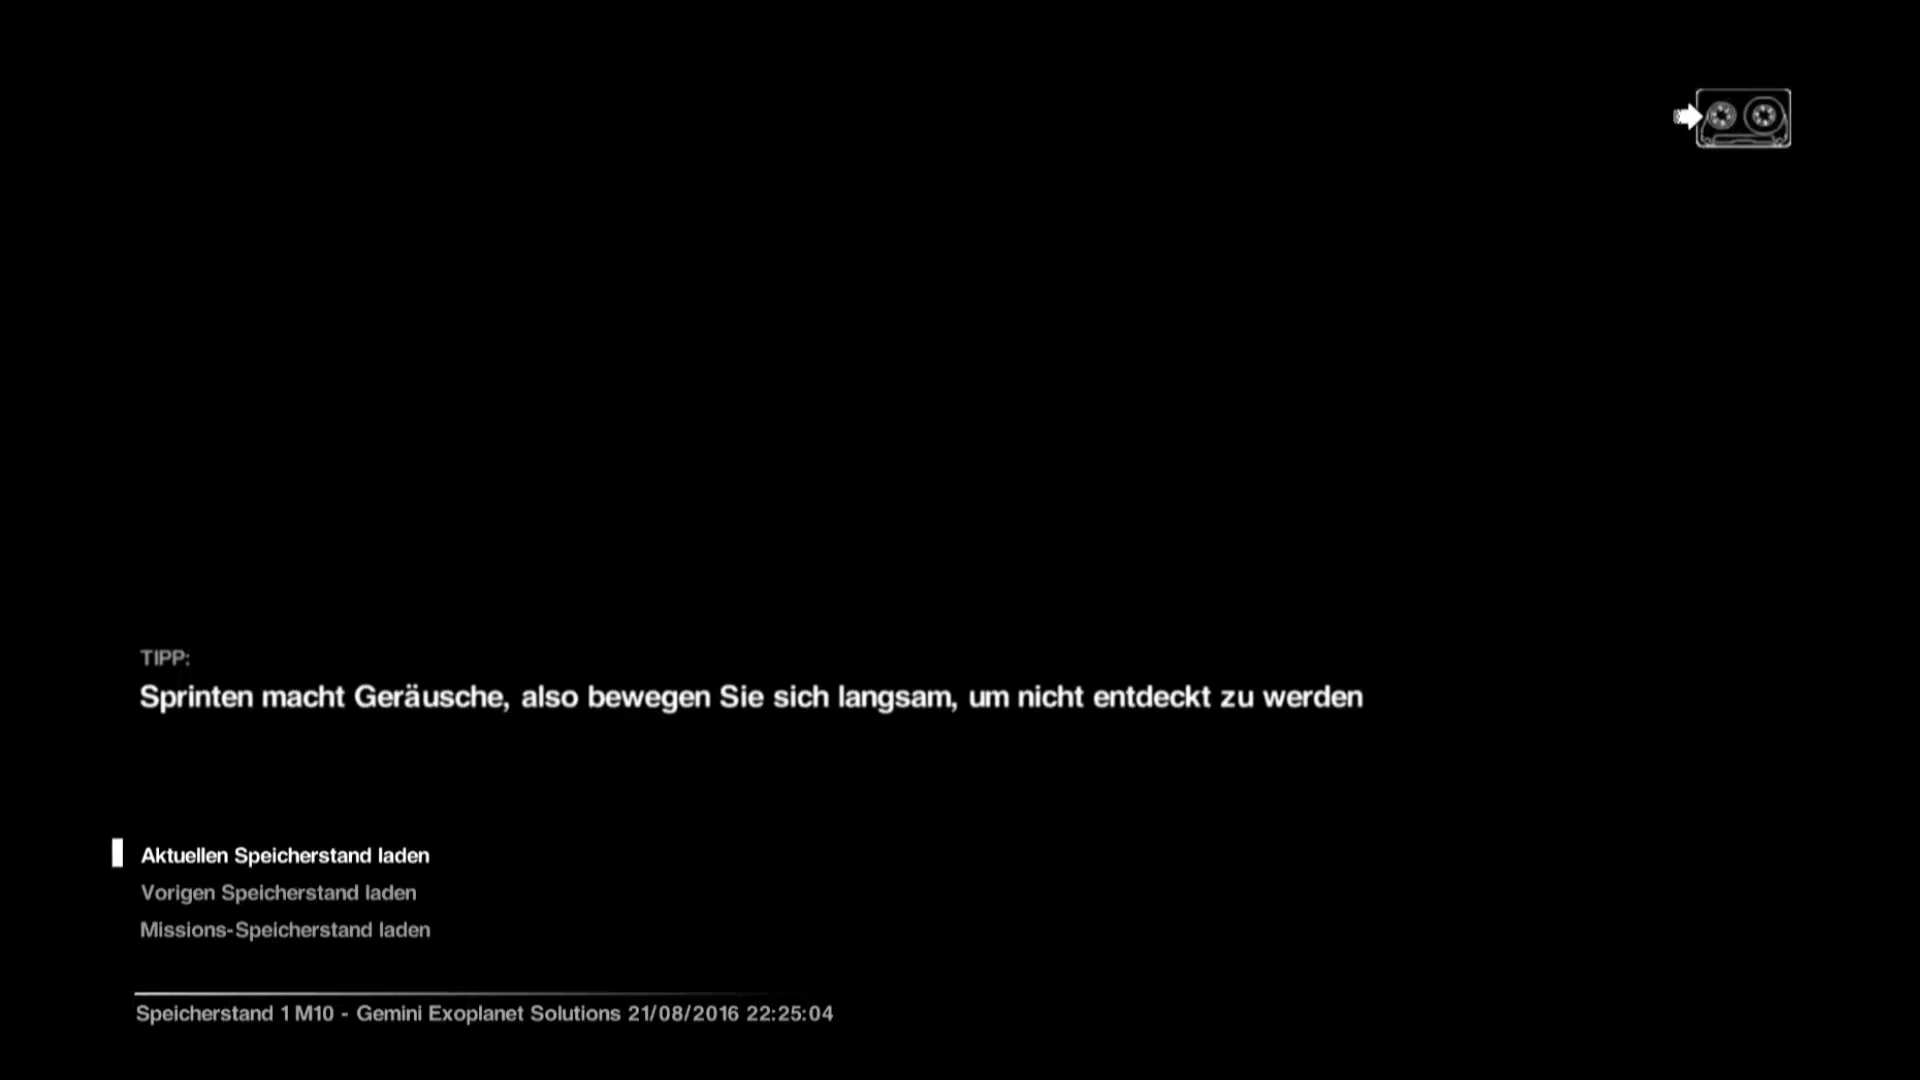 TIPP:
Sprinten macht Geräusche, also bewegen Sie sich langsam, um nicht entdeckt zu werden
Aktuellen Speicherstand laden
Vorigen Speicherstand laden
Missions-Speicherstand laden
Speicherstand 1 M10 - Gemini Exoplanet Solutions 21/08/2016 22:25:04